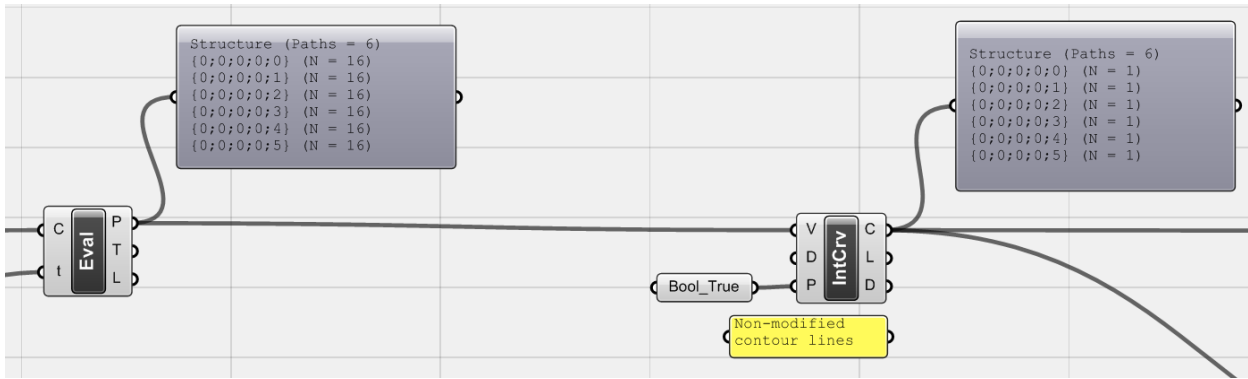 Structure (Paths = 6)
{0;0;0;0;0} (N = 16)
{0;0;0;0;1} (N = 16)
{0;0;0;0;2} (N = 16)
{0;0;0;0;3} (N = 16)
{0;0;0;0;4} (N = 16)
{0;0;0;0;5} (N = 16)
Structure (Paths = 6)
{0;0;0;0;0} (N = 1)
{0;0;0;0;1} (N = 1)
{0;0;0;0;2} (N = 1)
{0;0;0;0;3} (N = 1)
{0;0;0;0;4} (N = 1)
{0;0;0;0;5} (N = 1)
C
t
Eval
P
T
L
Bool_True
V
D
P
IntCrv
C
L
D
Non-modified
contour lines